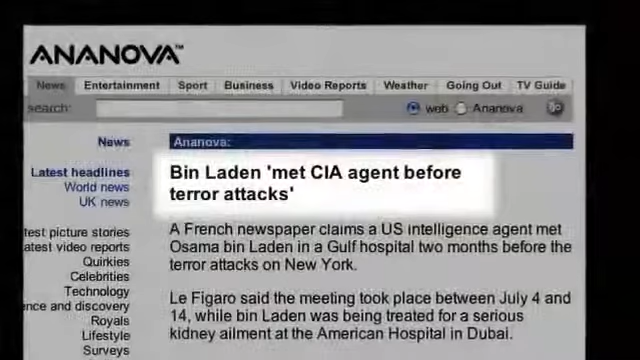 ANANOVA™
News Entertainment Sport Business Video Reports Weather Going Out TV Guide
search: web Ananova
News
Latest headlines
World news
UK news
test picture stories
atest video reports
Quirkies
Celebrities
Technology
nce and discovery
Royals
Lifestyle
Surveys
Ananova:
Bin Laden 'met CIA agent before
terror attacks'
A French newspaper claims a US intelligence agent met
Osama bin Laden in a Gulf hospital two months before the
terror attacks on New York.
Le Figaro said the meeting took place between July 4 and
14, while bin Laden was being treated for a serious
kidney ailment at the American Hospital in Dubai.